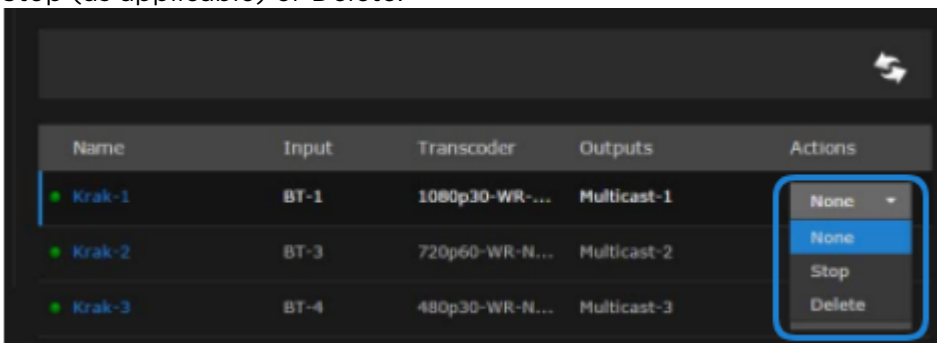 Stop (as applicable) or Delete.
Name Input Transcoder Outputs Actions
Krak-1 BT-1 1080p30-WR-... Multicast-1 None
Krak-2 BT-3 720p60-WR-N... Multicast-2 None
Stop
Krak-3 BT-4 480p30-WR-N... Multicast-3 Delete